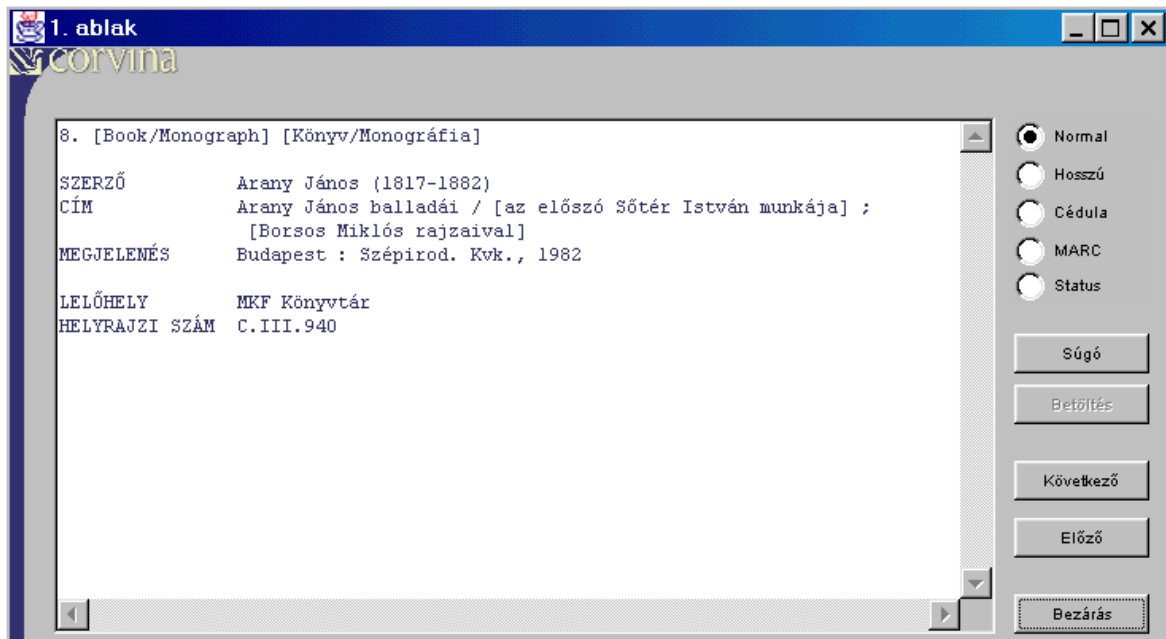 1. ablak
corvina
8. [Book/Monograph] [Könyv/Monográfia]
SZERZŐ Arany János (1817-1882)
CÍM Arany János balladái / [az előszó Sőtér István munkája] ;
[Borsos Miklós rajzaival]
MEGJELENÉS Budapest : Szépirod. Kvk., 1982
LELŐHELY MKF Könyvtár
HELYRAJZI SZÁM C.III.940
Normal
Hosszú
Cédula
MARC
Status
Súgó
Betöltés
Következő
Előző
Bezárás